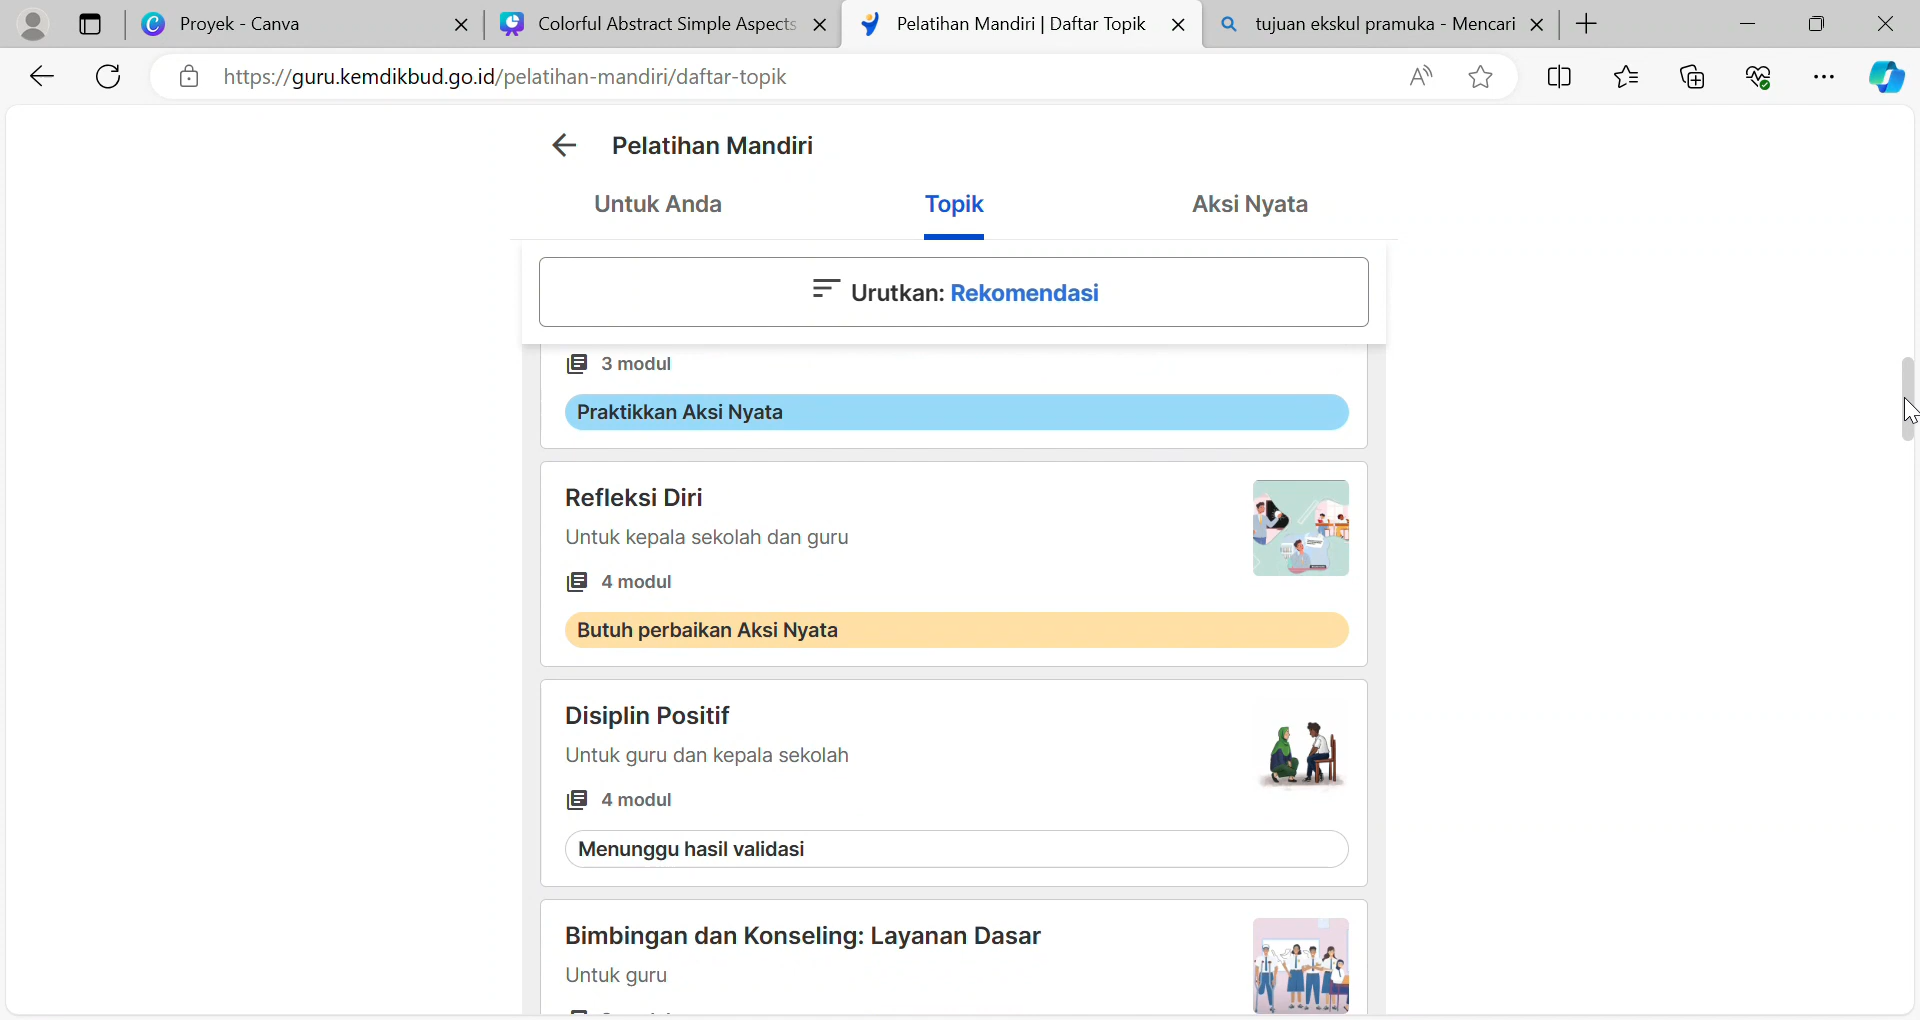 Proyek - Canva
Colorful Abstract Simple Aspects
Pelatihan Mandiri | Daftar Topik
tujuan ekskul pramuka - Mencari
https://guru.kemdikbud.go.id/pelatihan-mandiri/daftar-topik
Pelatihan Mandiri
Untuk Anda
Topik
Aksi Nyata
Urutkan: Rekomendasi
3 modul
Praktikkan Aksi Nyata
Refleksi Diri
Untuk kepala sekolah dan guru
4 modul
Butuh perbaikan Aksi Nyata
Disiplin Positif
Untuk guru dan kepala sekolah
4 modul
Menunggu hasil validasi
Bimbingan dan Konseling: Layanan Dasar
Untuk guru